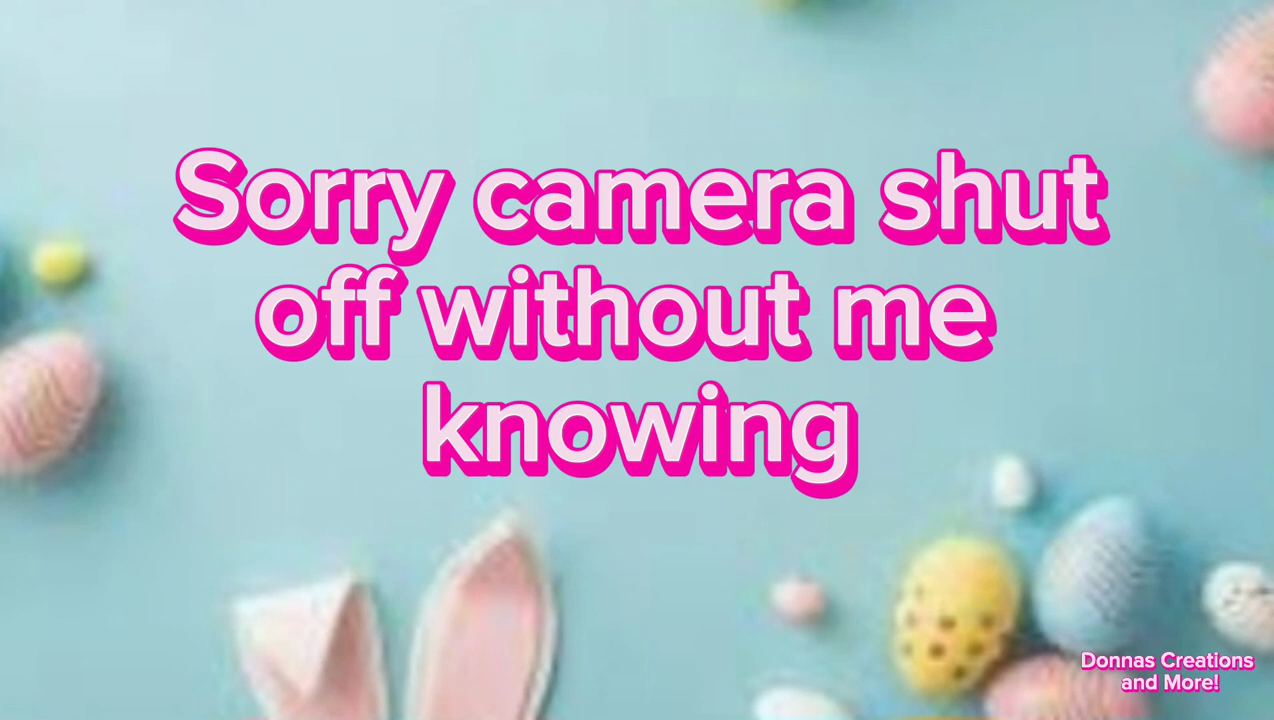 Sorry camera shut
off without me
knowing
Donnas Creations
and More!